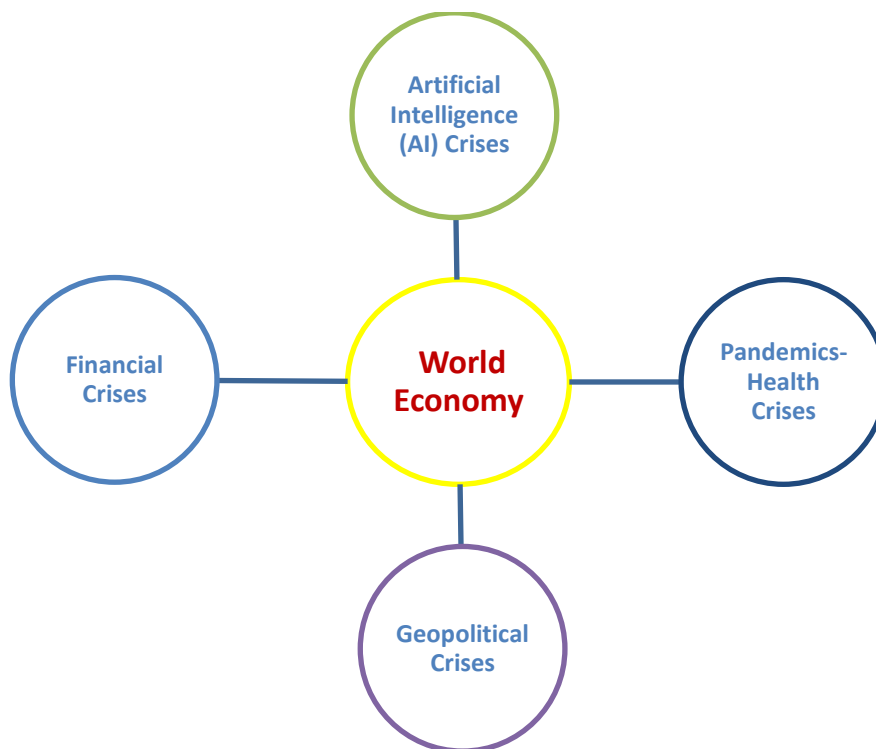 Artificial
Intelligence
(AI) Crises
Financial
Crises
World
Economy
Pandemics-
Health
Crises
Geopolitical
Crises